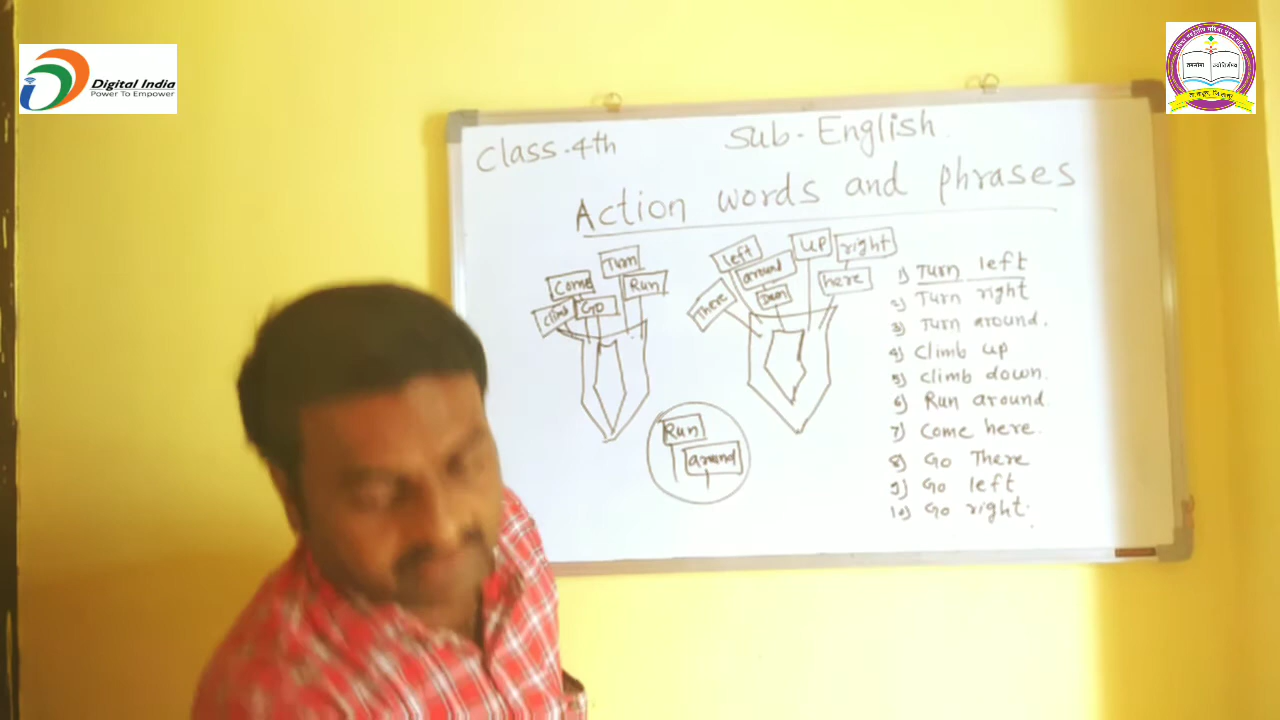 Digital India
Power To Empower
Class-4th
Sub-English
Action words and phrases
Turn
Come
Run
Climb
Go
left
around
There
Down
up
right
here
Run
around
1) Turn left
2) Turn right
3) Turn around.
4) climb up
5) climb down.
6) Run around.
7) Come here.
8) Go There
9) Go left
10) Go right.